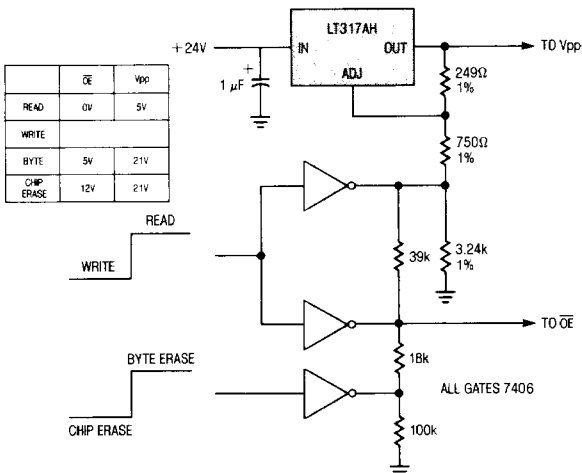 LT317AH
+24V
IN
OUT
TO Vpp
ADJ
+
1 μF
249Ω
1%
750Ω
1%
OE Vpp
READ 0V 5V
WRITE
BYTE 5V 21V
CHIP ERASE 12V 21V
READ
WRITE
39k
3.24k
1%
TO OE
18k
BYTE ERASE
CHIP ERASE
ALL GATES 7406
100k